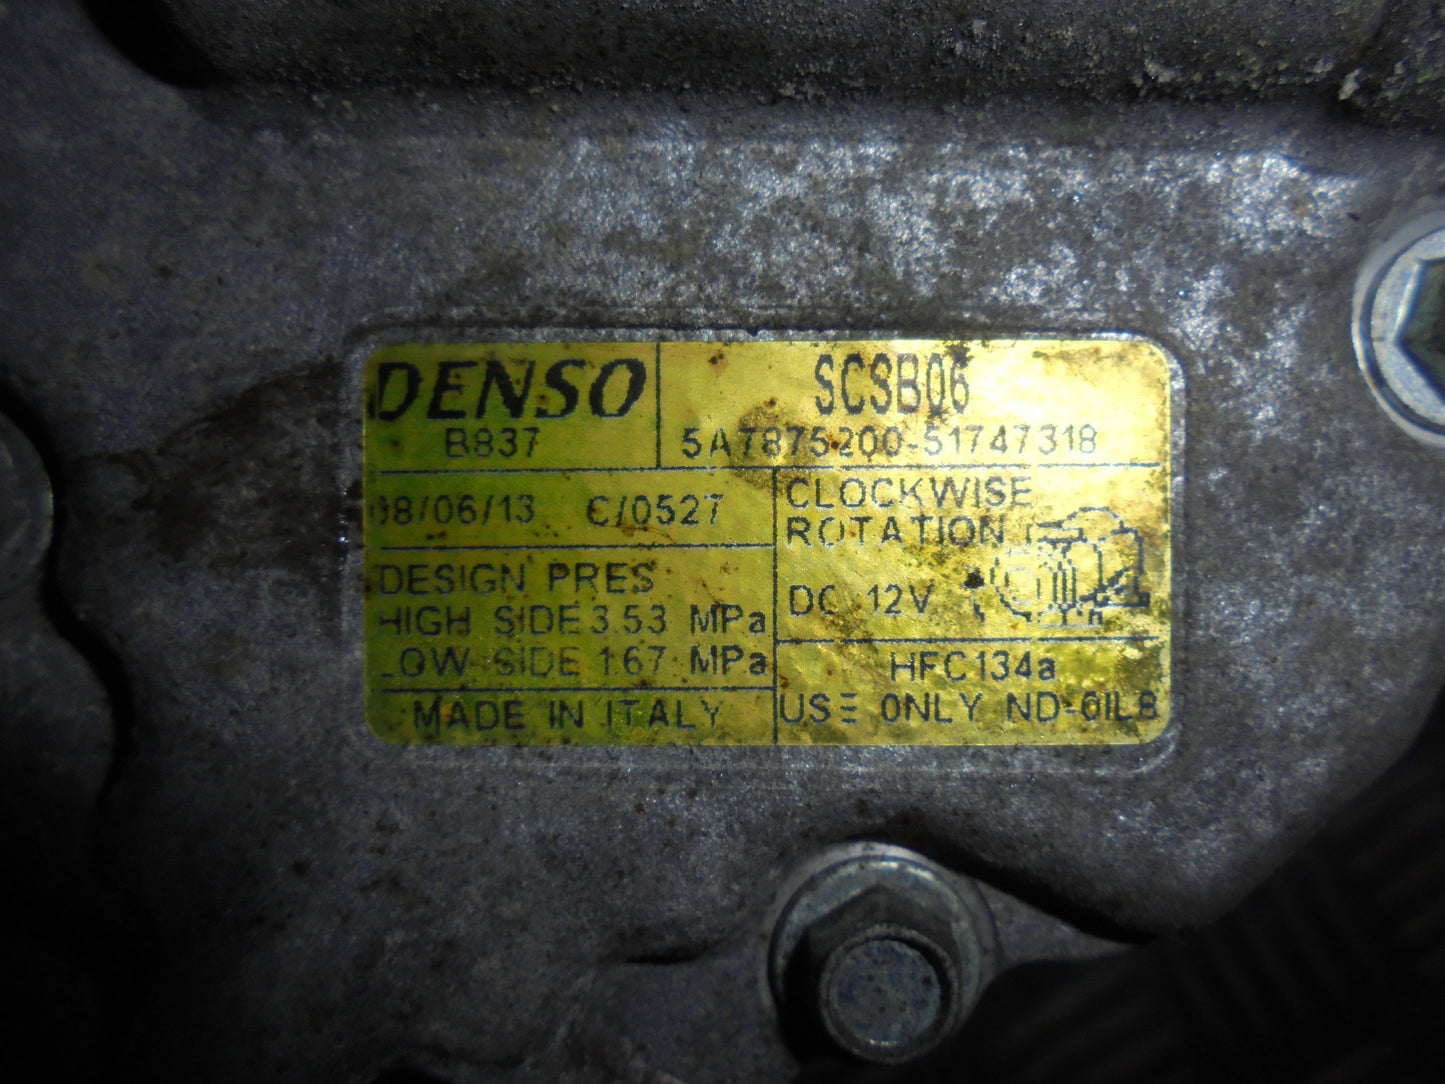 DENSO
B837
SCSB06
5A7875200-51747318
08/06/13 C/0527
CLOCKWISE
ROTATION
DC 12V
DESIGN PRES
HIGH SIDE 3.53 MPa
LOW SIDE 1.67 MPa
HFC134a
USE ONLY ND-OIL8
MADE IN ITALY